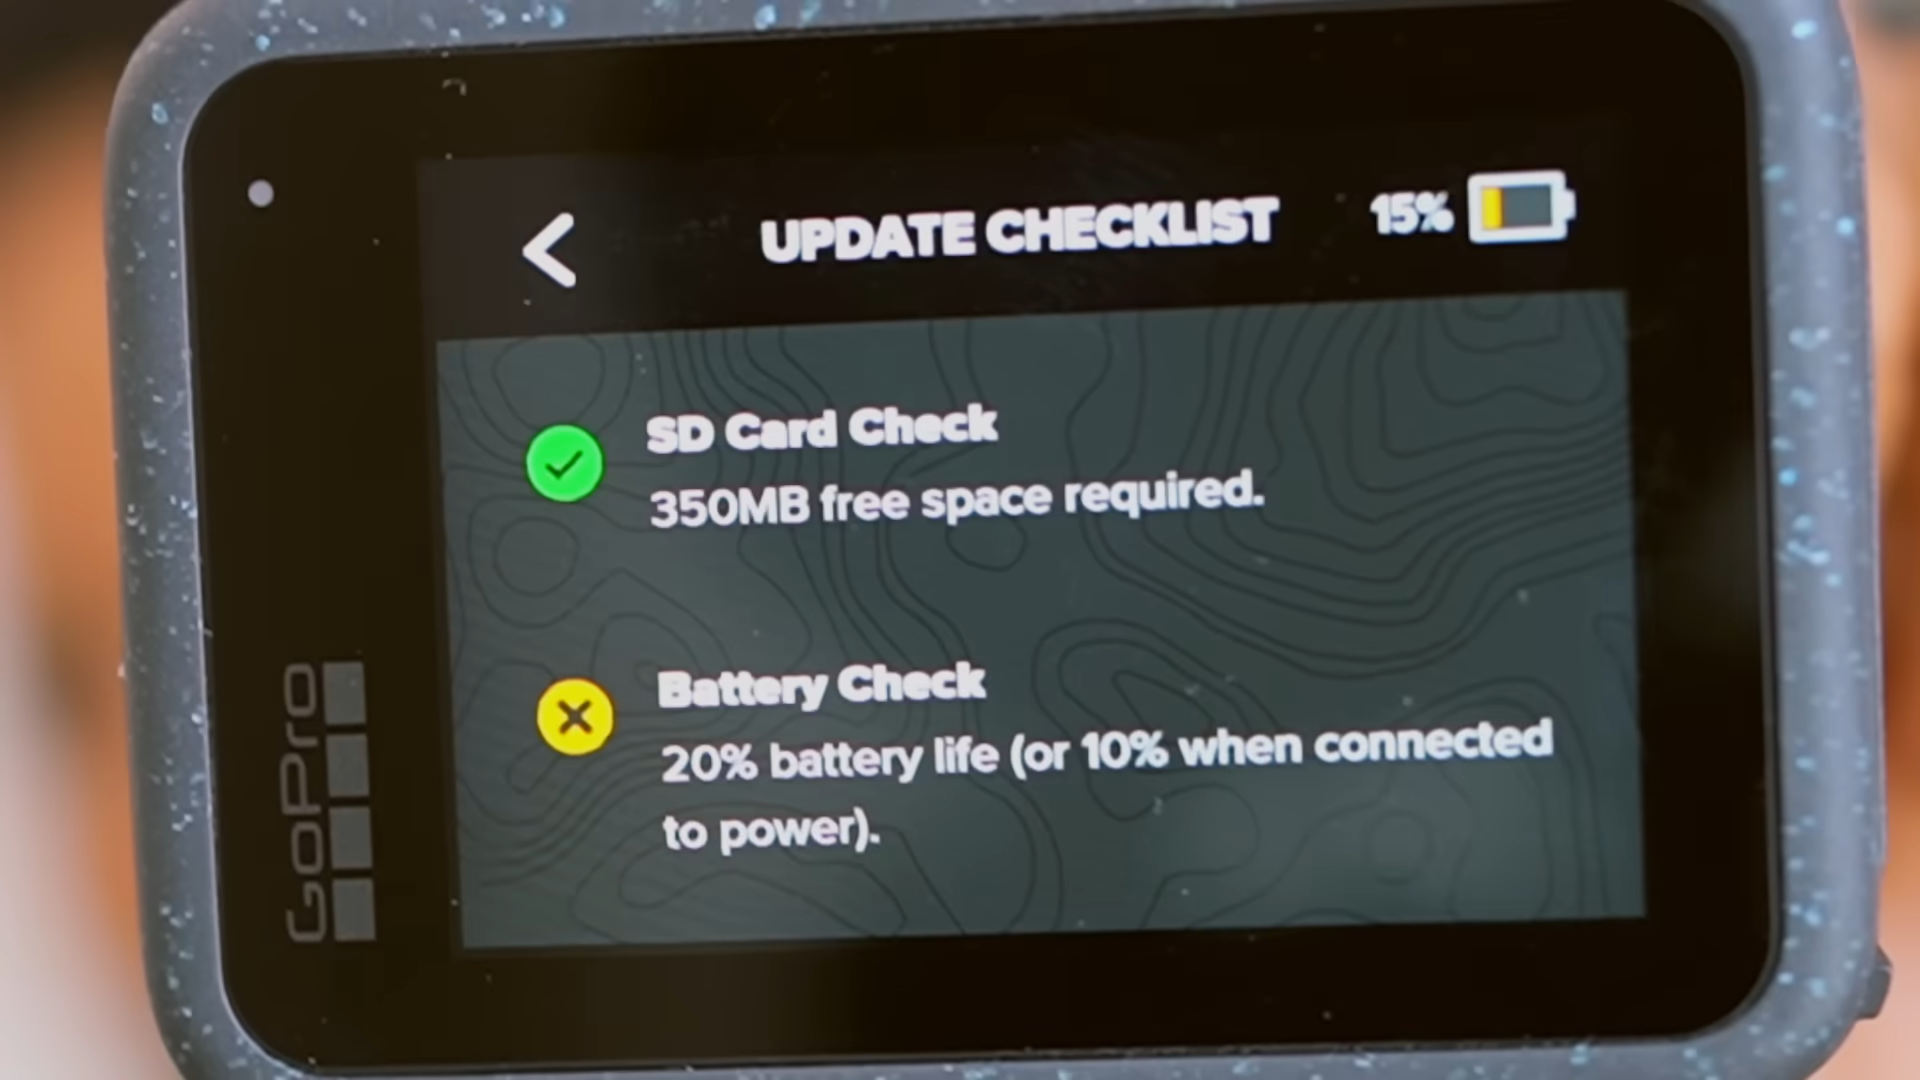 UPDATE CHECKLIST 15%
SD Card Check
350MB free space required.
Battery Check
20% battery life (or 10% when connected
to power).
GoPro